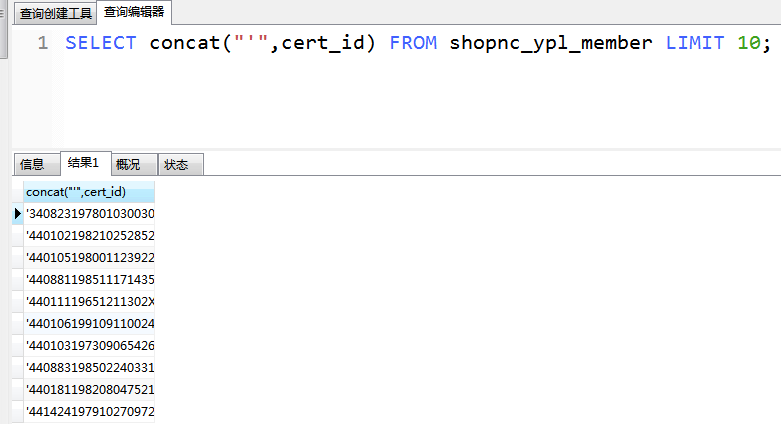 查询创建工具 查询编辑器
1 SELECT concat("'",cert_id) FROM shopnc_ypl_member LIMIT 10;
信息 结果1 概况 状态
concat("'",cert_id)
'340823197801030030
'440102198210252852
'440105198001123922
'440881198511171435
'44011119651211302X
'440106199109110024
'440103197309065426
'440883198502240331
'440181198208047521
'441424197910270972